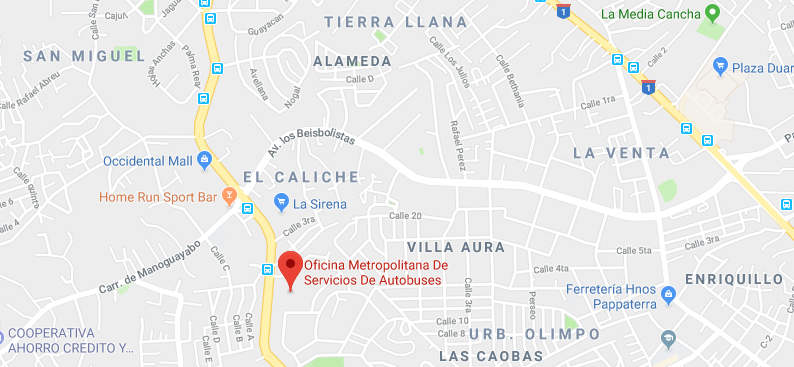 Cajuil
Guayacan
TIERRA LLANA
1
La Media Cancha
SAN MIGUEL
Hyas Anchas
Palma Real
ALAMEDA
Calle D
Calle Los Julios
Calle Bethania
Calle 2
Plaza Duar
Calle Rafael Abreu
Avellana
Nogal
1
Calle 1ra
Av. los Beisbolistas
Rafael Perez
Occidental Mall
LA VENTA
EL CALICHE
Calle quinto
Home Run Sport Bar
La Sirena
Calle 3ra
Calle 20
Calle 4
Calle C
VILLA AURA
Calle 5ta
Calle 3ra
Carr. de Manoguayabo
Oficina Metropolitana De
Servicios De Autobuses
Calle 4ta
ENRIQUILLO
Ferretería Hnos
Pappaterra
Calle 3ra
Perseo
COOPERATIVA
AHORRO CREDITO Y...
Calle D
Calle E
Calle A
Calle B
Calle 10
Calle 8
URB. OLIMPO
LAS CAOBAS